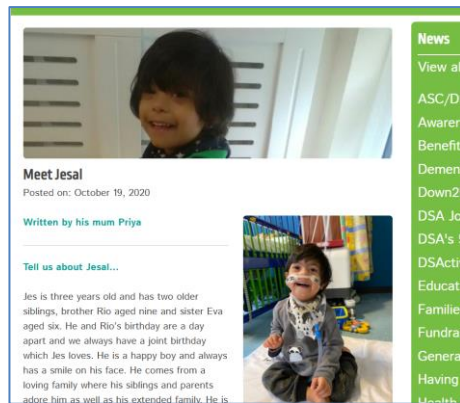 Meet Jesal
Posted on: October 19, 2020
Written by his mum Priya
Tell us about Jesal...
Jes is three years old and has two older
siblings, brother Rio aged nine and sister Eva
aged six. He and Rio's birthday are a day
apart and we always have a joint birthday
which Jes loves. He is a happy boy and always
has a smile on his face. He comes from a
loving family where his siblings and parents
adore him as well as his extended family. He is
News
View al
ASC/D
Awaren
Benefit
Demen
Down2
DSA Jo
DSA's
DSActi
Educat
Familie
Fundra
Genera
Having
Health